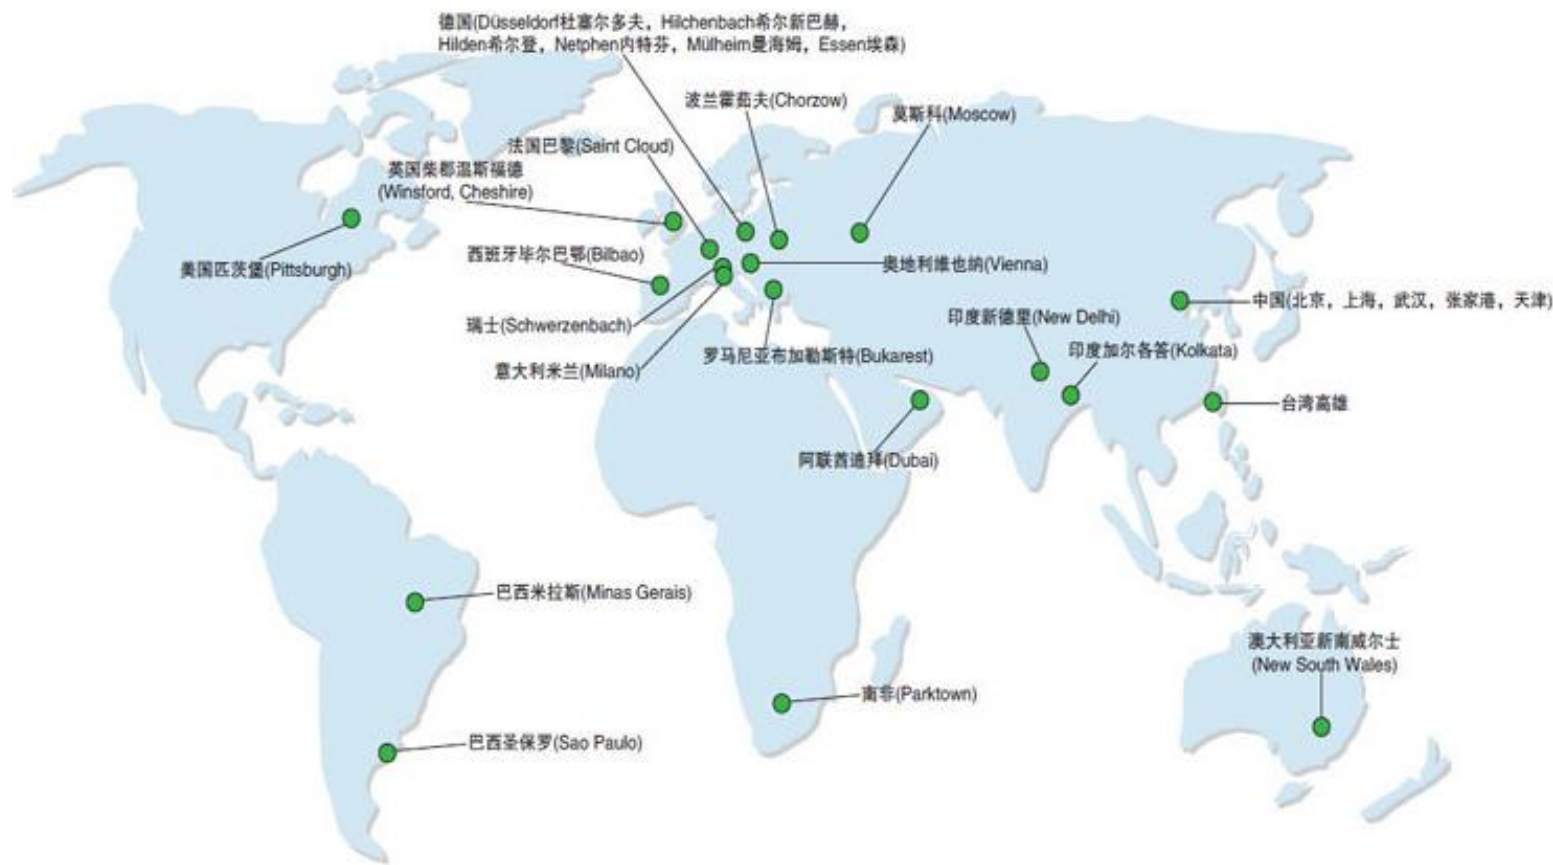 德国(Düsseldorf杜塞尔多夫，Hilchenbach希尔新巴赫，
Hilden希尔登，Netphen内特芬，Mülheim曼海姆，Essen埃森)
波兰霍茹夫(Chorzow)
莫斯科(Moscow)
法国巴黎(Saint Cloud)
英国柴郡温斯福德
(Winsford, Cheshire)
西班牙毕尔巴鄂(Bilbao)
美国匹茨堡(Pittsburgh)
奥地利维也纳(Vienna)
中国(北京，上海，武汉，张家港，天津)
瑞士(Schwerzenbach)
印度新德里(New Delhi)
罗马尼亚布加勒斯特(Bukarest)
印度加尔各答(Kolkata)
意大利米兰(Milano)
台湾高雄
阿联酋迪拜(Dubai)
巴西米拉斯(Minas Gerais)
澳大利亚新南威尔士
(New South Wales)
南非(Parktown)
巴西圣保罗(Sao Paulo)